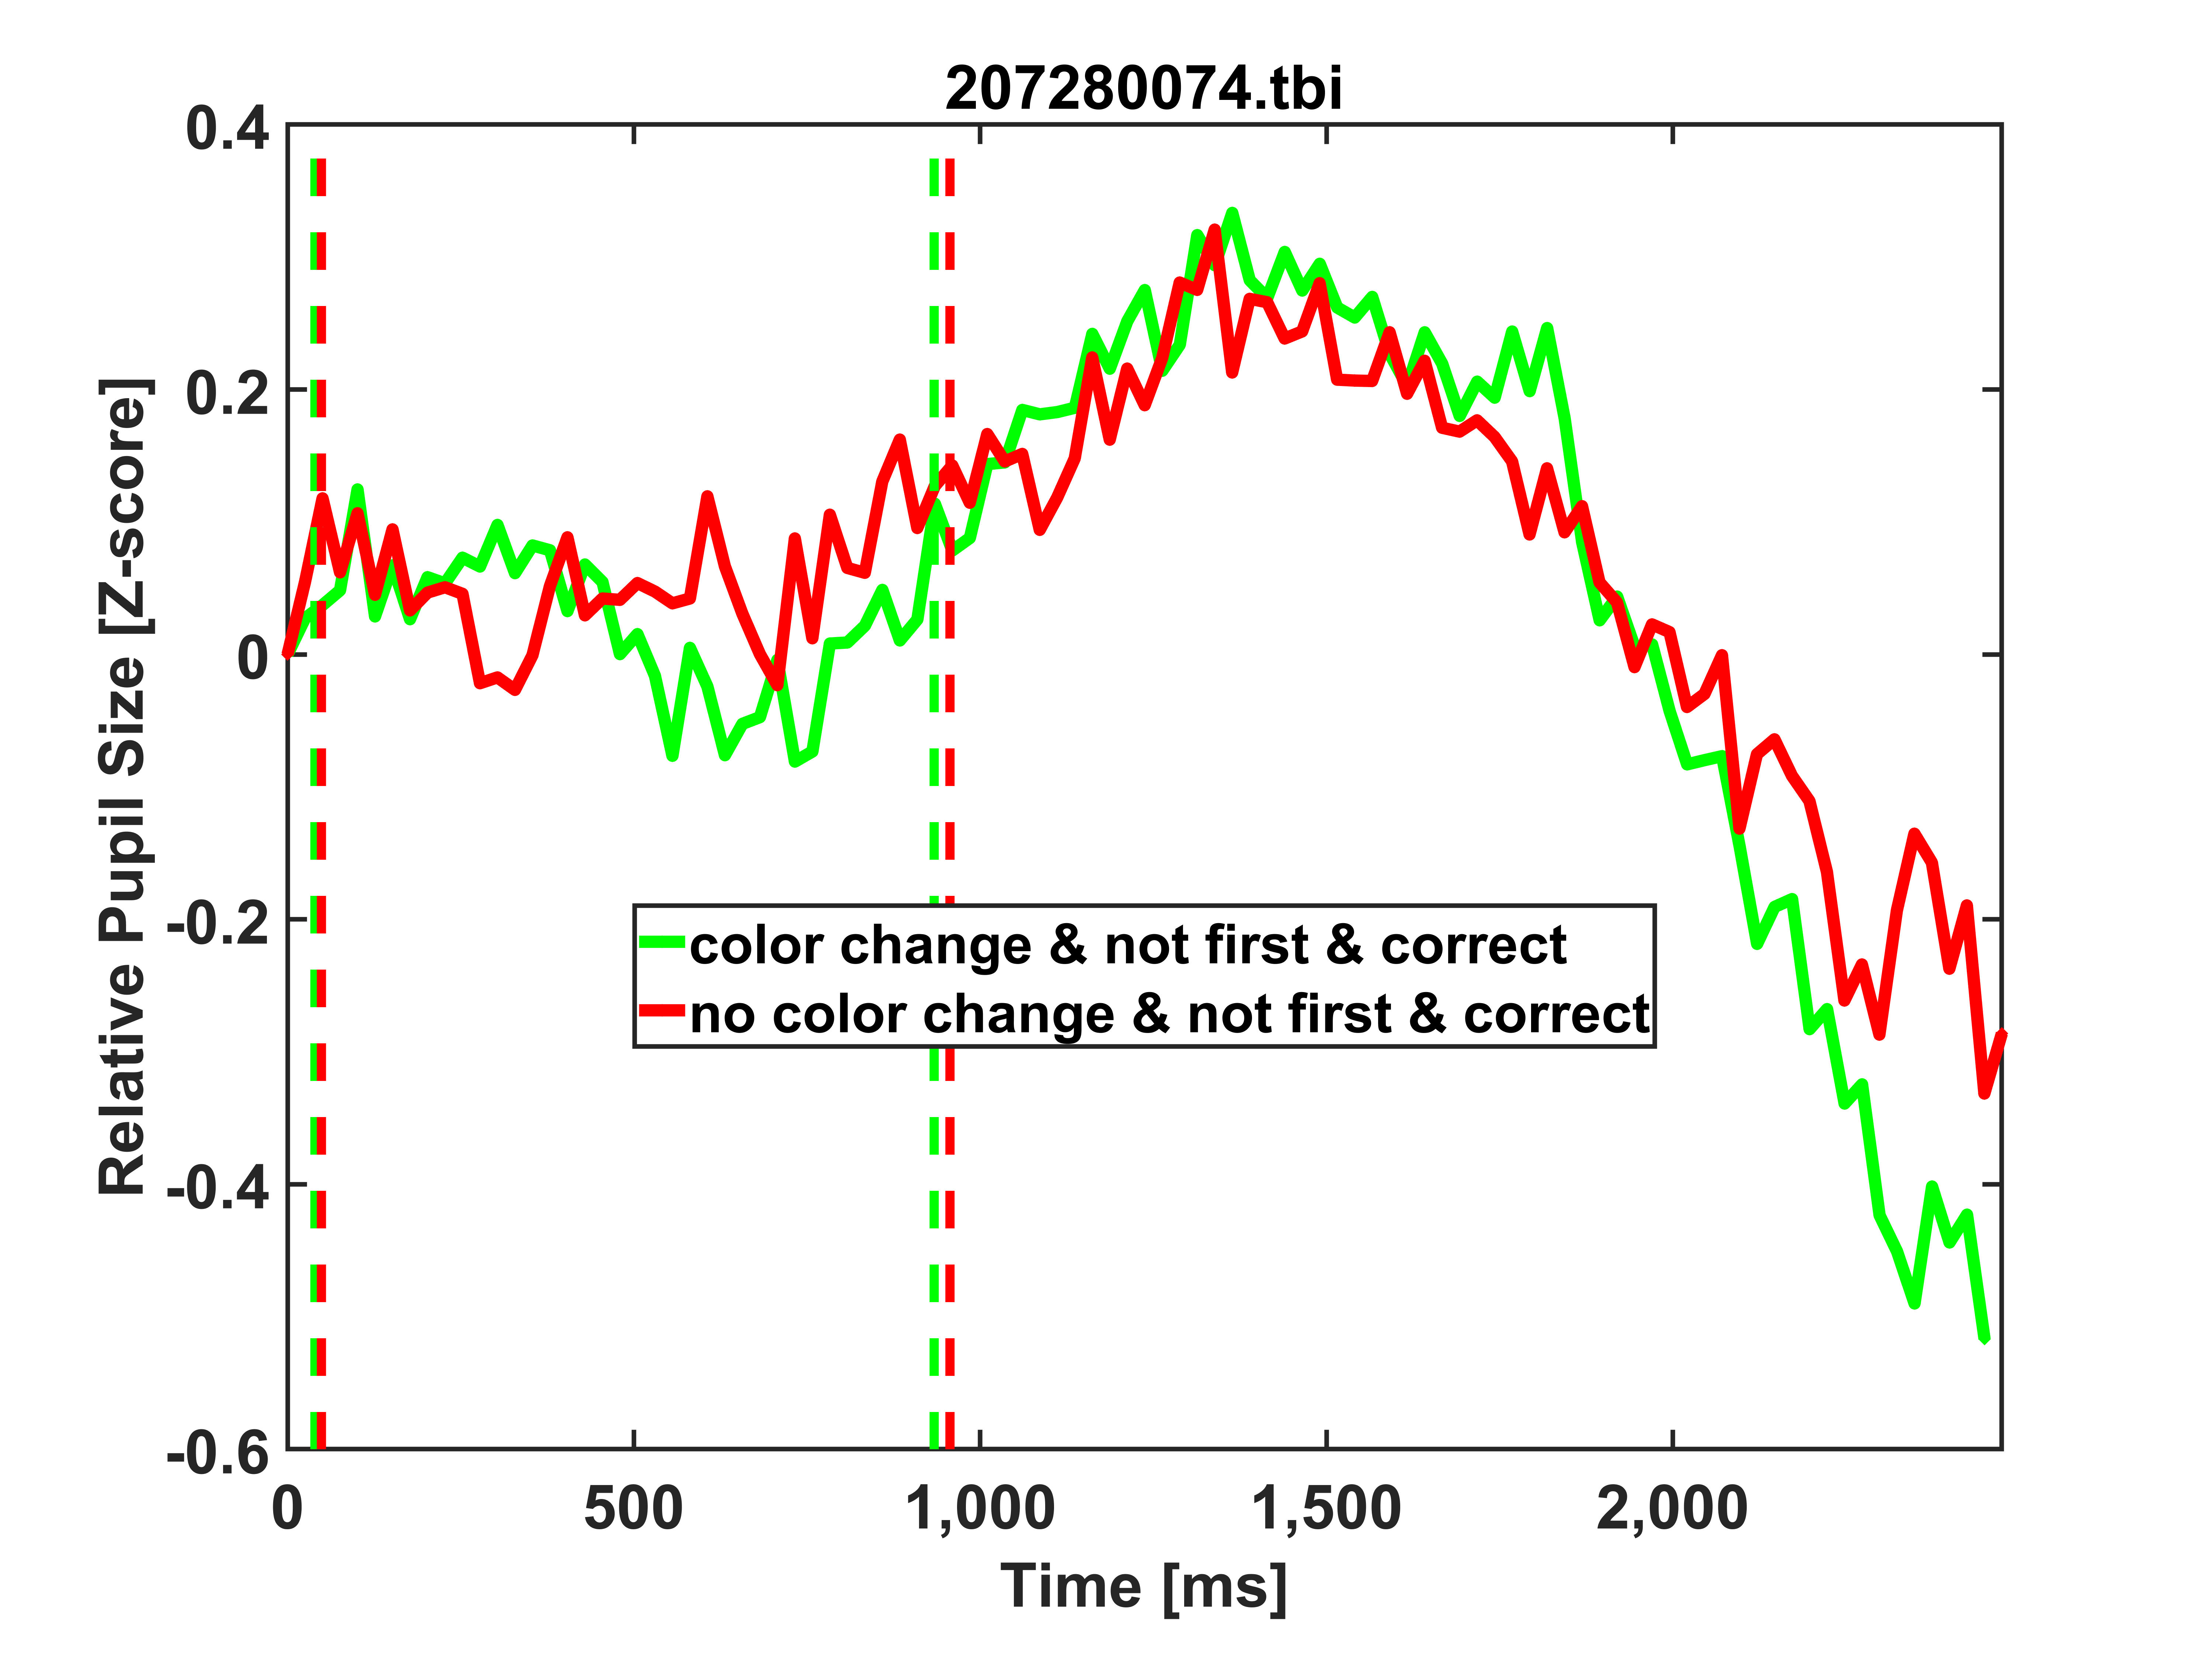 207280074.tbi
0.4
0.2
0
-0.2
-0.4
-0.6
Relative Pupil Size [Z-score]
color change & not first & correct
no color change & not first & correct
0 500 1,000 1,500 2,000
Time [ms]